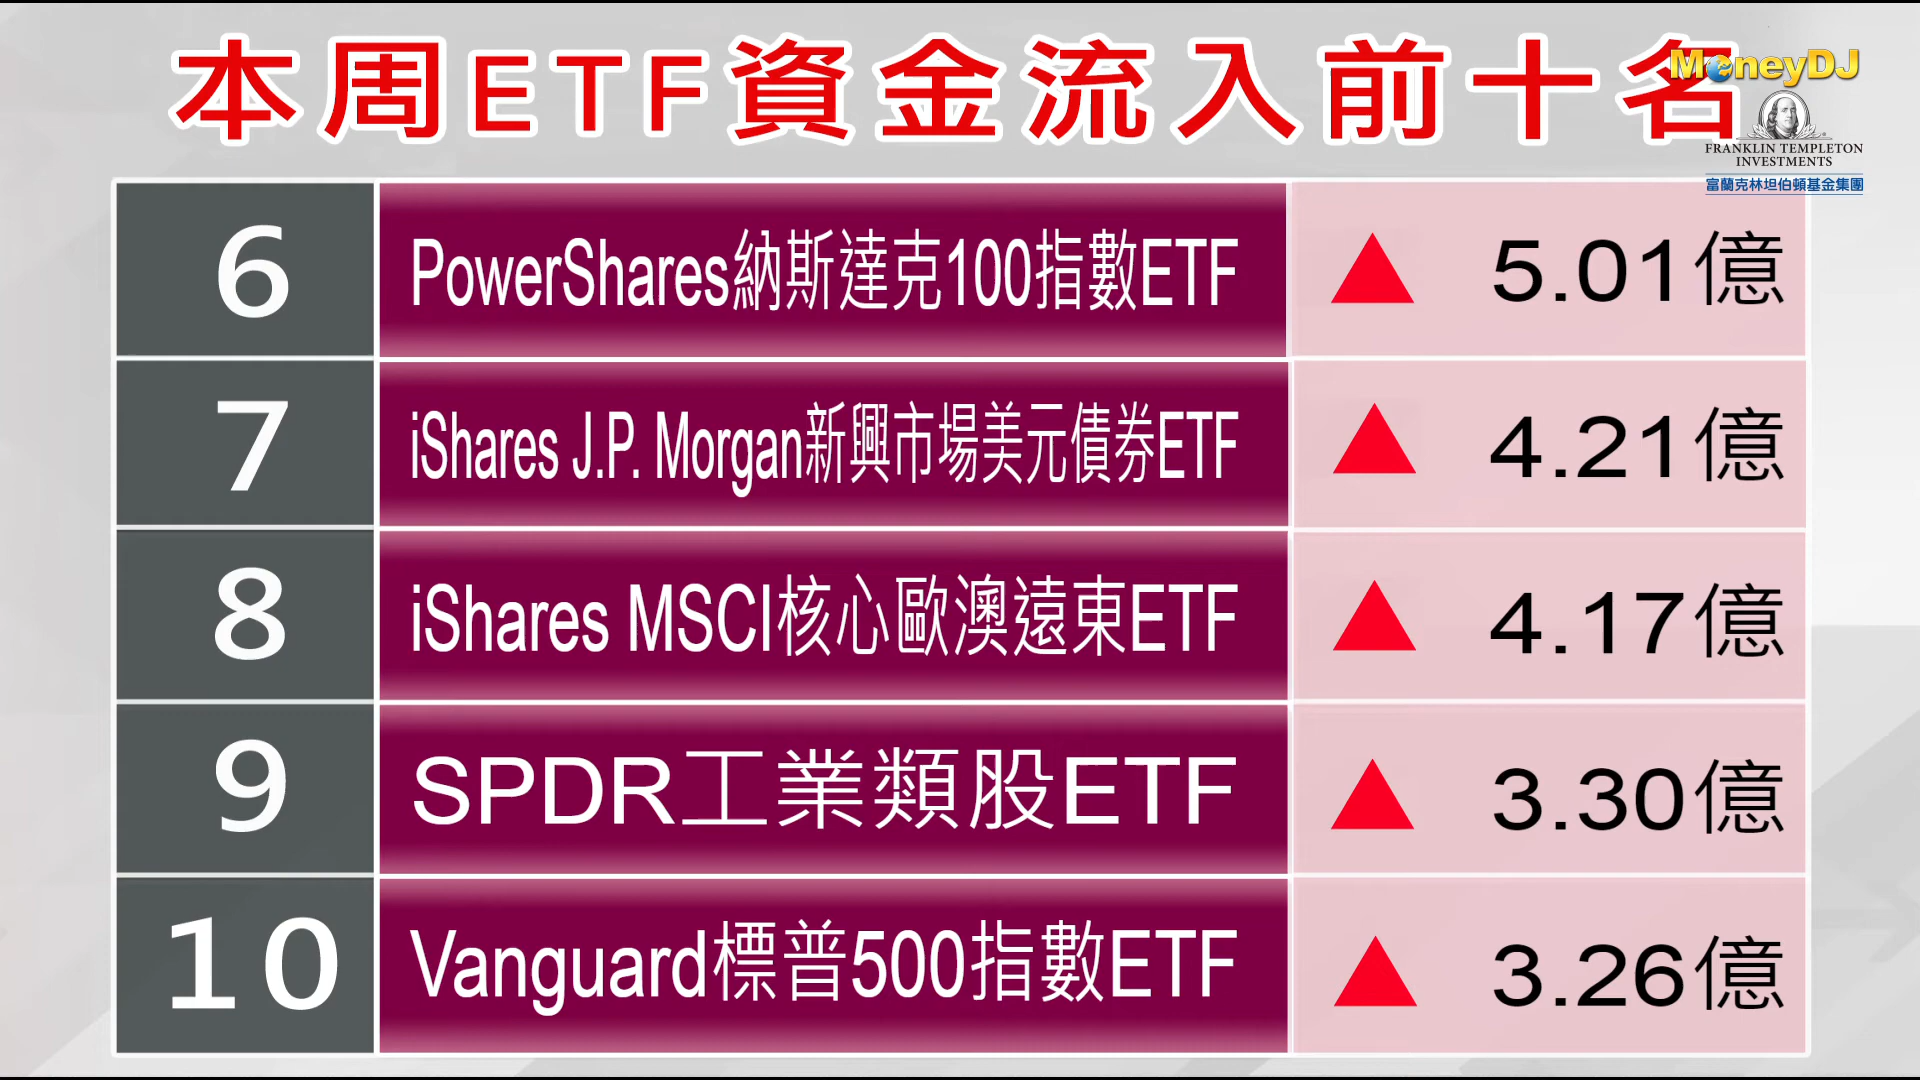 本周ETF資金流入前十名
MoneyDJ
FRANKLIN TEMPLETON
INVESTMENTS
富蘭克林坦伯頓基金集團
6 PowerShares納斯達克100指數ETF ▲ 5.01億
7 iShares J.P. Morgan新興市場美元債券ETF ▲ 4.21億
8 iShares MSCI核心歐澳遠東ETF ▲ 4.17億
9 SPDR工業類股ETF ▲ 3.30億
10 Vanguard標普500指數ETF ▲ 3.26億